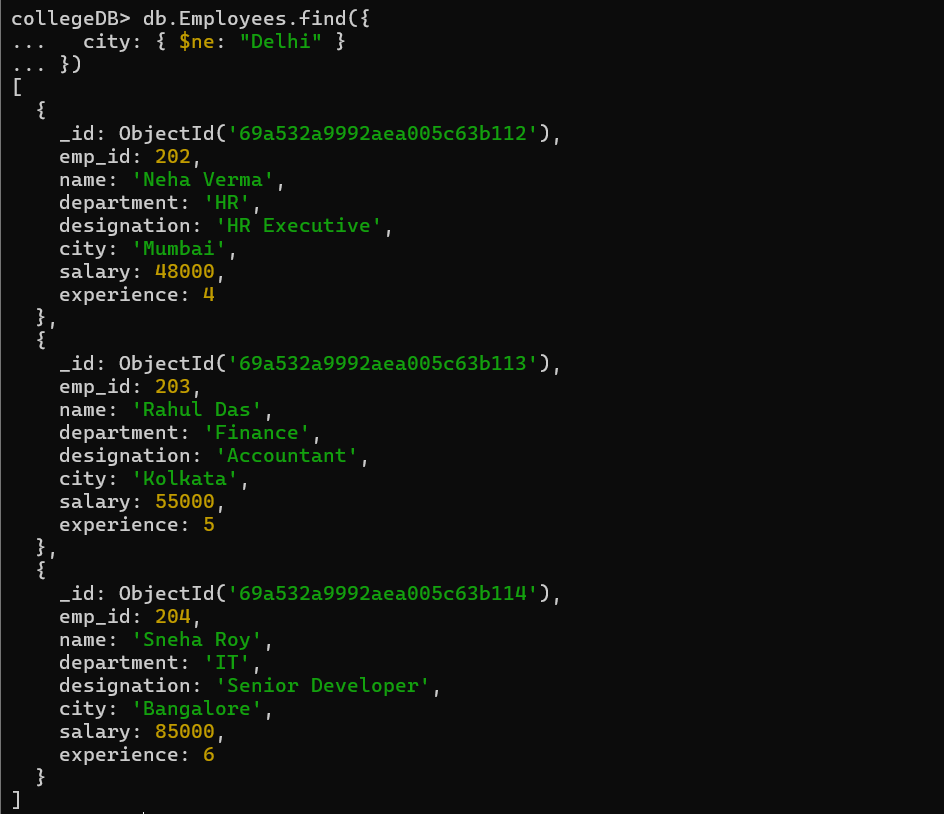 collegeDB> db.Employees.find({
...   city: { $ne: "Delhi" }
... })
[
  {
    _id: ObjectId('69a532a9992aea005c63b112'),
    emp_id: 202,
    name: 'Neha Verma',
    department: 'HR',
    designation: 'HR Executive',
    city: 'Mumbai',
    salary: 48000,
    experience: 4
  },
  {
    _id: ObjectId('69a532a9992aea005c63b113'),
    emp_id: 203,
    name: 'Rahul Das',
    department: 'Finance',
    designation: 'Accountant',
    city: 'Kolkata',
    salary: 55000,
    experience: 5
  },
  {
    _id: ObjectId('69a532a9992aea005c63b114'),
    emp_id: 204,
    name: 'Sneha Roy',
    department: 'IT',
    designation: 'Senior Developer',
    city: 'Bangalore',
    salary: 85000,
    experience: 6
  }
]